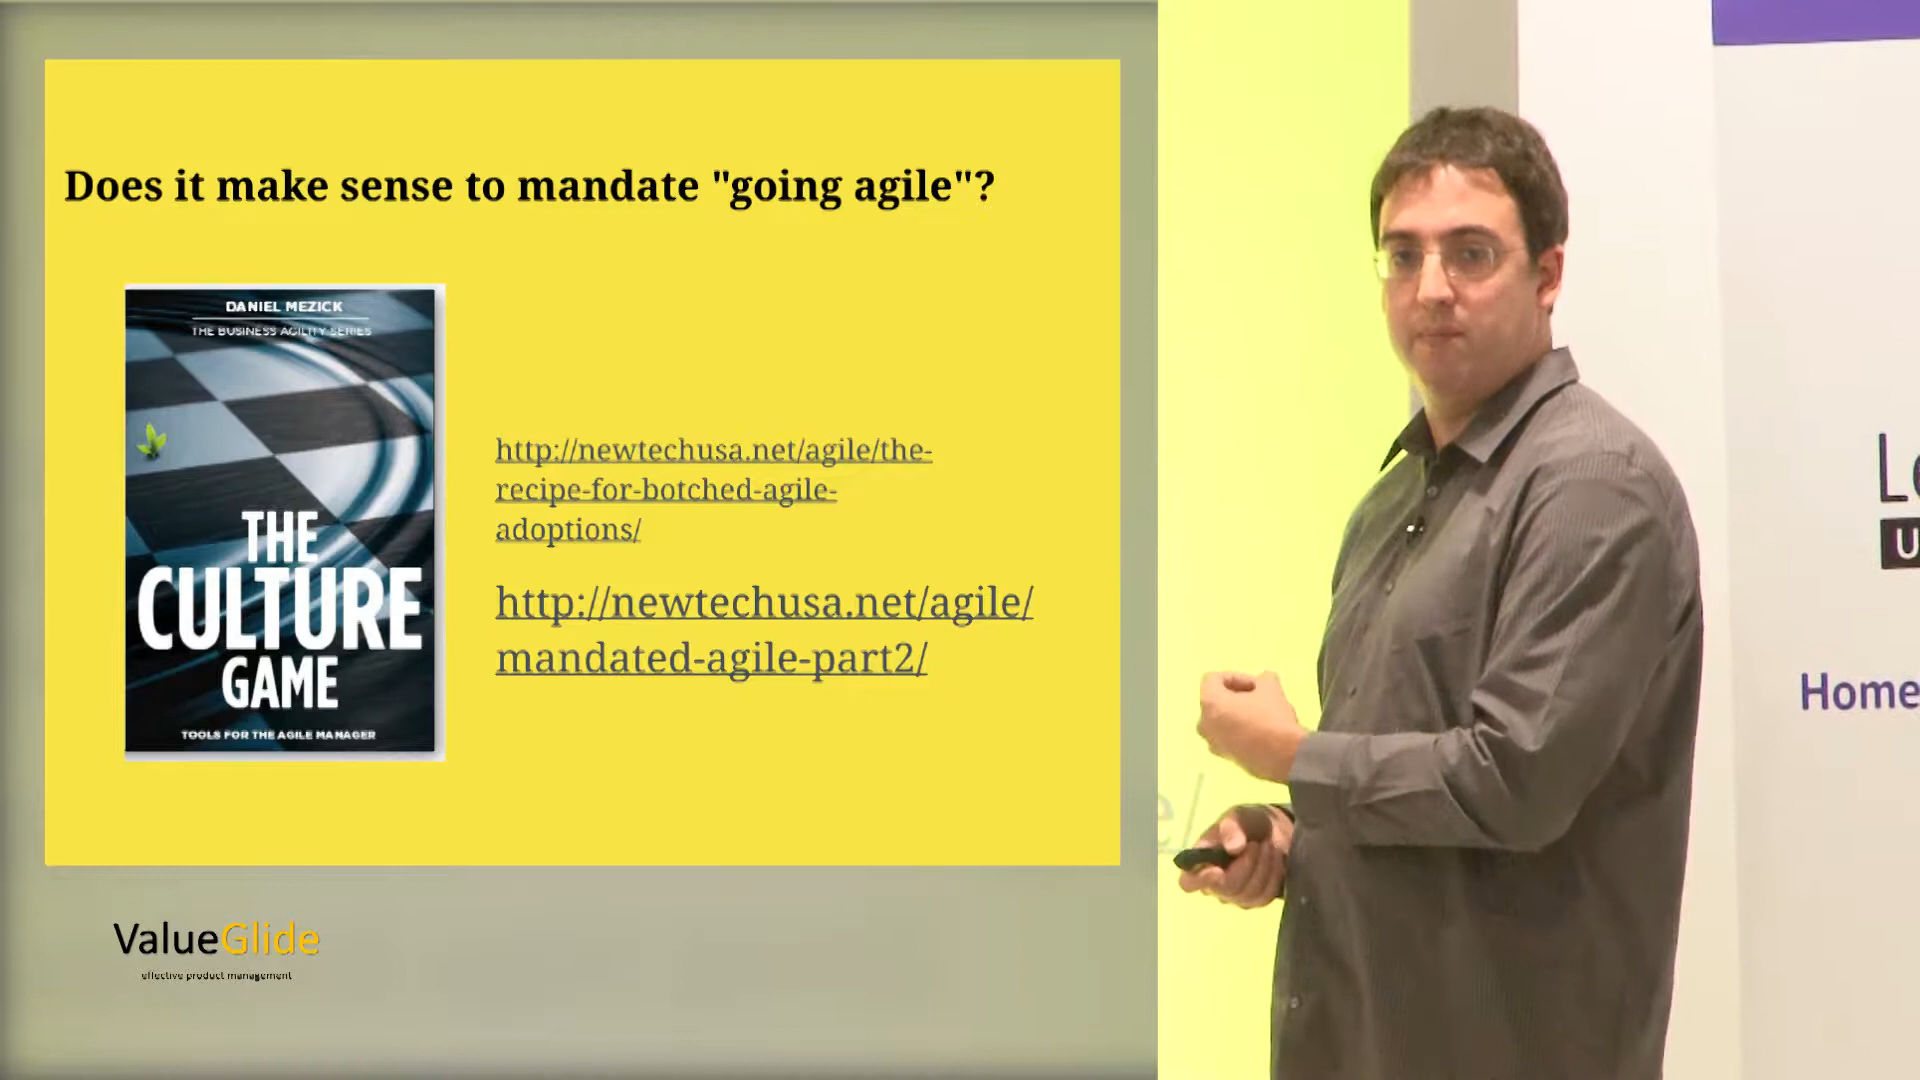 Does it make sense to mandate "going agile"?
DANIEL MEZICK
THE BUSINESS AGILITY SERIES
THE
CULTURE
GAME
TOOLS FOR THE AGILE MANAGER
http://newtechusa.net/agile/the-
recipe-for-botched-agile-
adoptions/
http://newtechusa.net/agile/
mandated-agile-part2/
ValueGlide
effective product management
e/
Le
U
Home